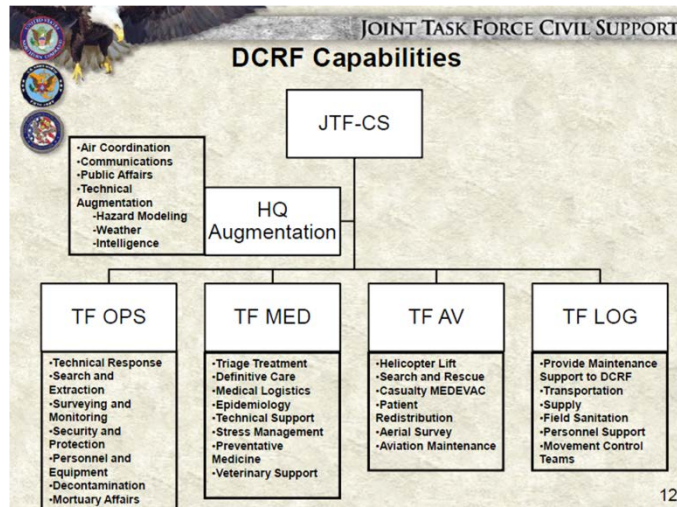 JOINT TASK FORCE CIVIL SUPPORT
DCRF Capabilities
JTF-CS
•Air Coordination
•Communications
•Public Affairs
•Technical
Augmentation
-Hazard Modeling
-Weather
-Intelligence
HQ
Augmentation
TF OPS
•Technical Response
•Search and
Extraction
•Surveying and
Monitoring
•Security and
Protection
•Personnel and
Equipment
•Decontamination
•Mortuary Affairs
TF MED
•Triage Treatment
•Definitive Care
•Medical Logistics
•Epidemiology
•Technical Support
•Stress Management
•Preventative
Medicine
•Veterinary Support
TF AV
•Helicopter Lift
•Search and Rescue
•Casualty MEDEVAC
•Patient
Redistribution
•Aerial Survey
•Aviation Maintenance
TF LOG
•Provide Maintenance
Support to DCRF
•Transportation
•Supply
•Field Sanitation
•Personnel Support
•Movement Control
Teams
12